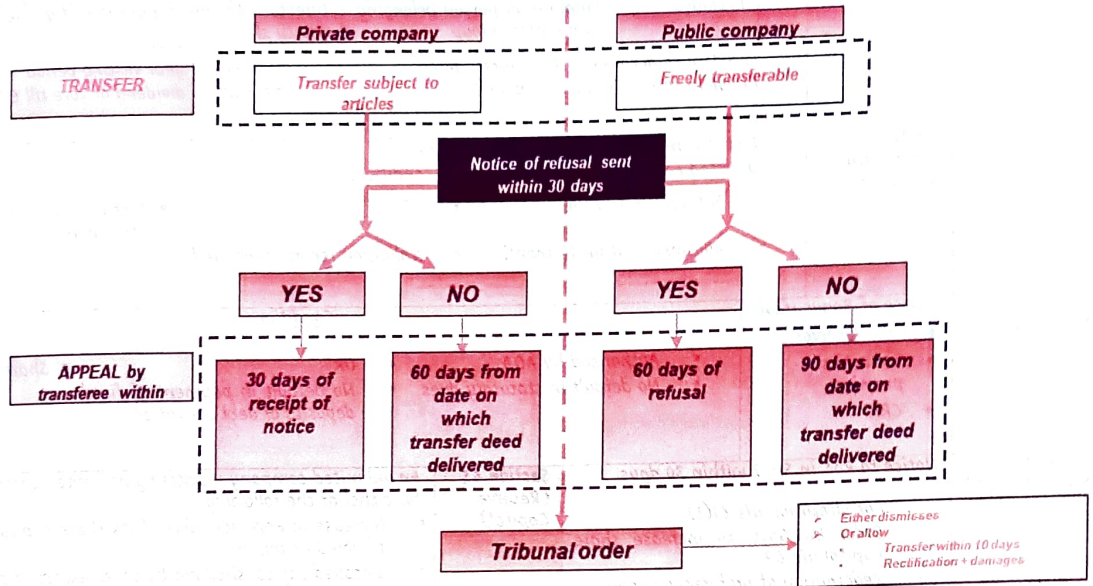 Private company
Public company
TRANSFER
Transfer subject to
articles
Freely transferable
Notice of refusal sent
within 30 days
YES
NO
YES
NO
APPEAL by
transferee within
30 days of
receipt of
notice
60 days from
date on
which
transfer deed
delivered
60 days of
refusal
90 days from
date on
which
transfer deed
delivered
Tribunal order
Either dismisses
Or allow
Transfer within 10 days
Rectification + damages